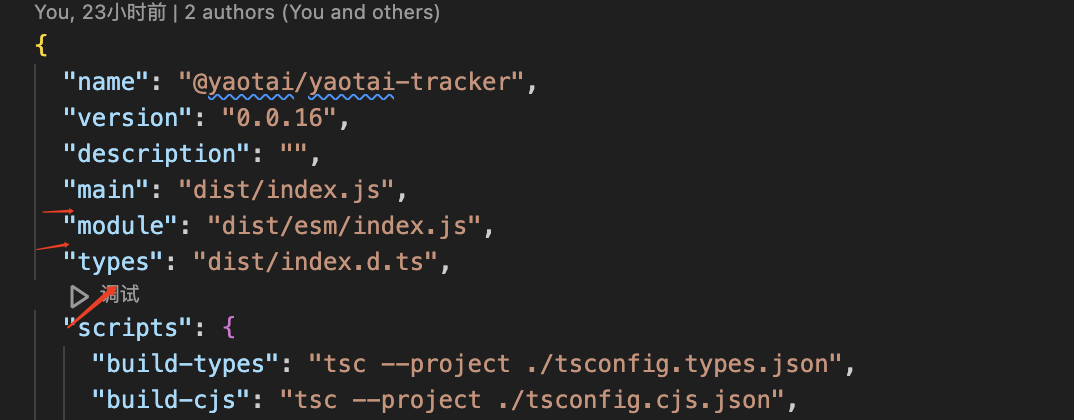 You, 23小时前 | 2 authors (You and others)
{
"name": "@yaotai/yaotai-tracker",
"version": "0.0.16",
"description": "",
"main": "dist/index.js",
"module": "dist/esm/index.js",
"types": "dist/index.d.ts",
调试
"scripts": {
"build-types": "tsc --project ./tsconfig.types.json",
"build-cjs": "tsc --project ./tsconfig.cjs.json",